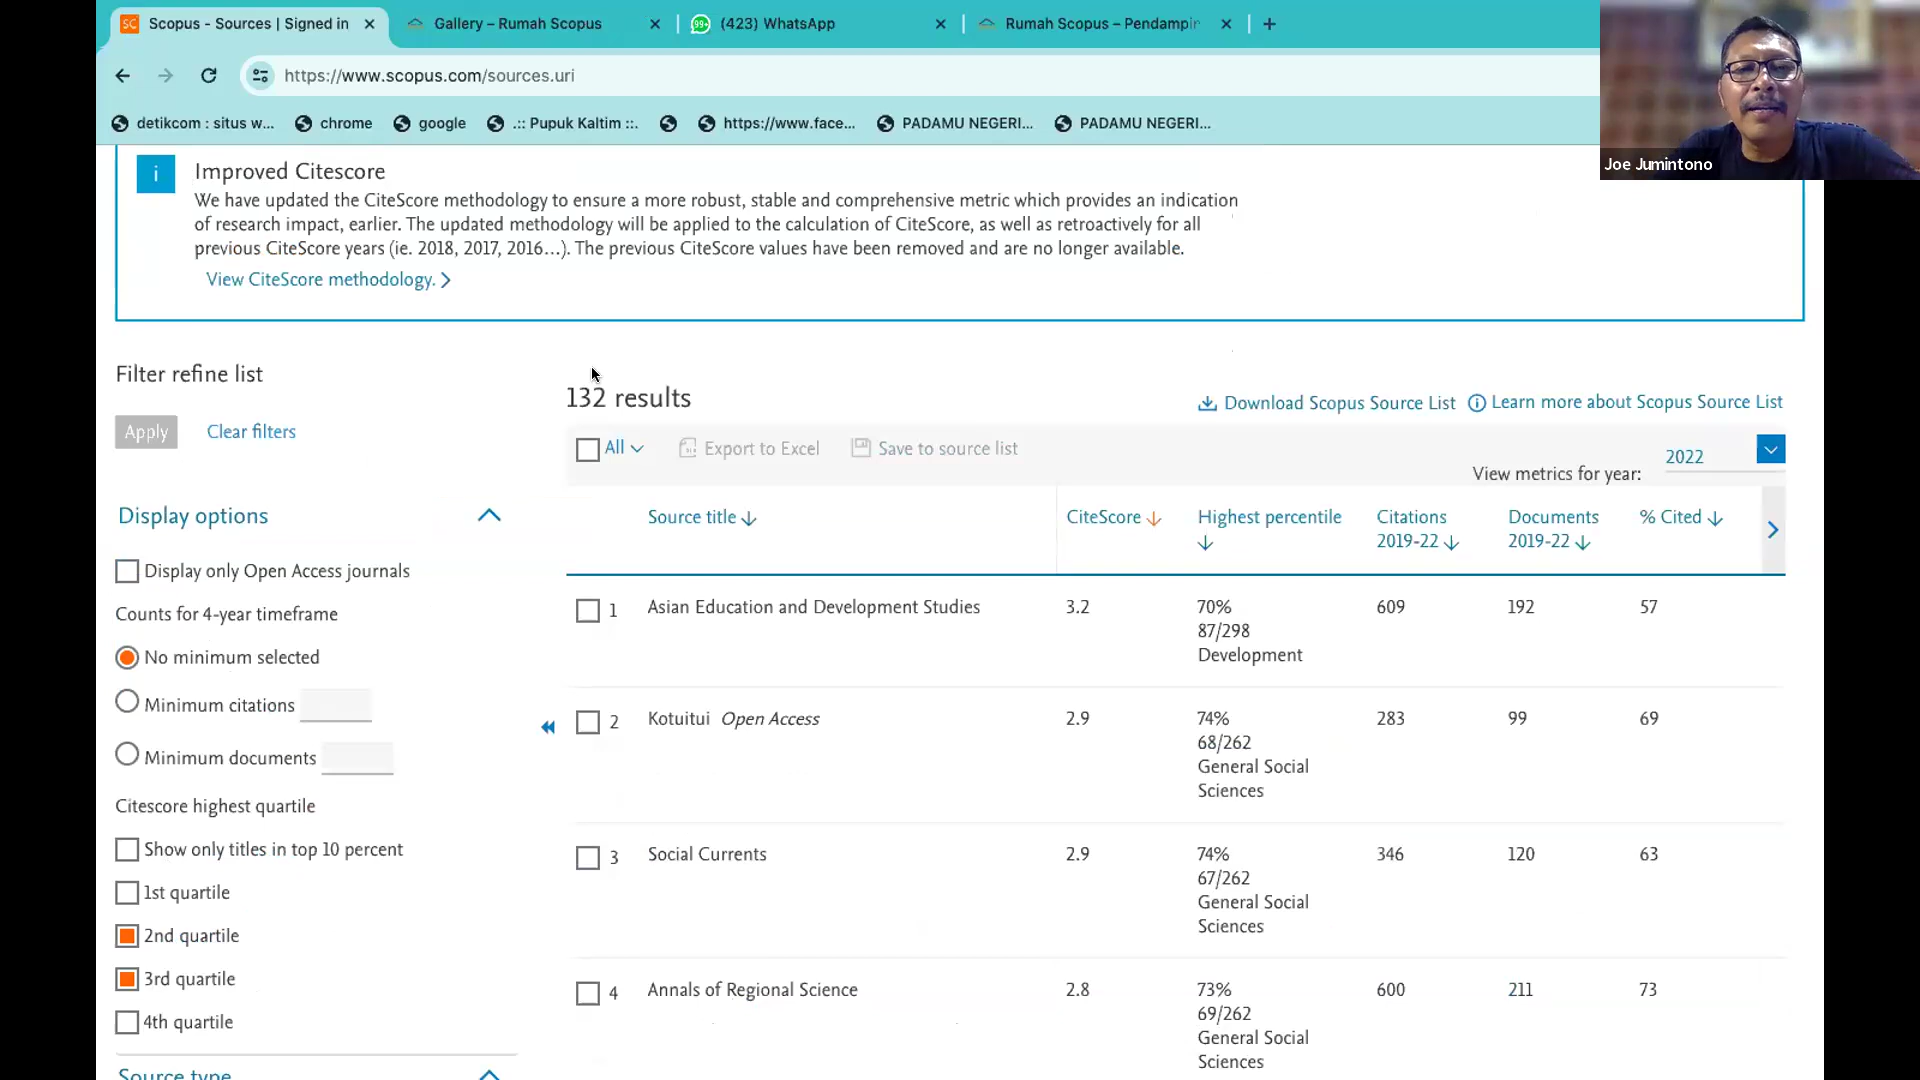 Scopus - Sources | Signed in
Gallery – Rumah Scopus
99+ (423) WhatsApp
Rumah Scopus – Pendampin
https://www.scopus.com/sources.uri
detikcom : situs w...
chrome
google
.:: Pupuk Kaltim ::.
https://www.face...
PADAMU NEGERI...
PADAMU NEGERI...
Joe Jumintono
i
Improved Citescore
We have updated the CiteScore methodology to ensure a more robust, stable and comprehensive metric which provides an indication
of research impact, earlier. The updated methodology will be applied to the calculation of CiteScore, as well as retroactively for all
previous CiteScore years (ie. 2018, 2017, 2016...). The previous CiteScore values have been removed and are no longer available.
View CiteScore methodology.
Filter refine list
Apply Clear filters
Display options
Display only Open Access journals
Counts for 4-year timeframe
No minimum selected
Minimum citations
Minimum documents
Citescore highest quartile
Show only titles in top 10 percent
1st quartile
2nd quartile
3rd quartile
4th quartile
Source type
132 results
Download Scopus Source List
Learn more about Scopus Source List
All Export to Excel Save to source list
View metrics for year: 2022
Source title CiteScore Highest percentile Citations 2019-22 Documents 2019-22 % Cited
1 Asian Education and Development Studies 3.2 70% 609 192 57
87/298
Development
2 Kotuitui Open Access 2.9 74% 283 99 69
68/262
General Social
Sciences
3 Social Currents 2.9 74% 346 120 63
67/262
General Social
Sciences
4 Annals of Regional Science 2.8 73% 600 211 73
69/262
General Social
Sciences